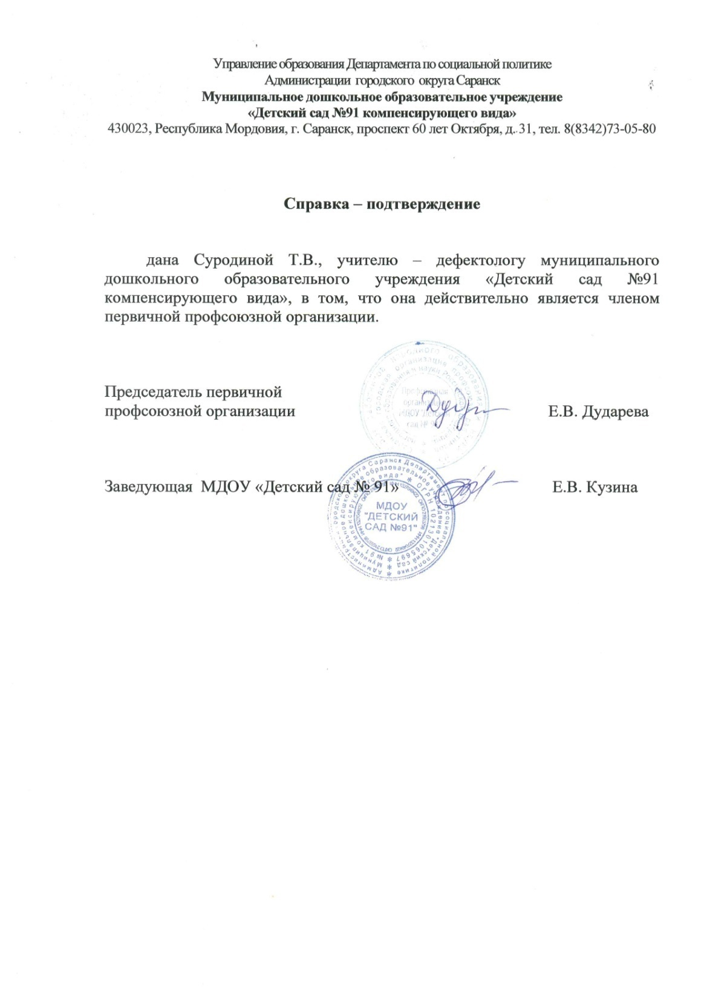 Управление образования Департамента по социальной политике
Администрации городского округа Саранск
Муниципальное дошкольное образовательное учреждение
«Детский сад №91 компенсирующего вида»
430023, Республика Мордовия, г. Саранск, проспект 60 лет Октября, д. 31, тел. 8(8342)73-05-80
Справка – подтверждение
дана Суродиной Т.В., учителю – дефектологу муниципального
дошкольного образовательного учреждения «Детский сад №91
компенсирующего вида», в том, что она действительно является членом
первичной профсоюзной организации.
Председатель первичной
профсоюзной организации Е.В. Дударева
Заведующая МДОУ «Детский сад № 91» Е.В. Кузина
МДОУ
"ДЕТСКИЙ
САД №91"